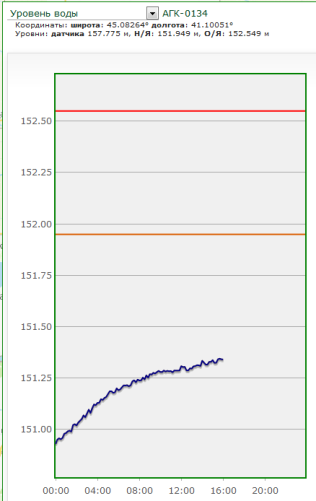 Уровень воды АГК-0134
Координаты: широта: 45.08264° долгота: 41.10051°
Уровни: датчика 157.775 м, Н/Я: 151.949 м, О/Я: 152.549 м
152.50
152.25
152.00
151.75
151.50
151.25
151.00
00:00 04:00 08:00 12:00 16:00 20:00